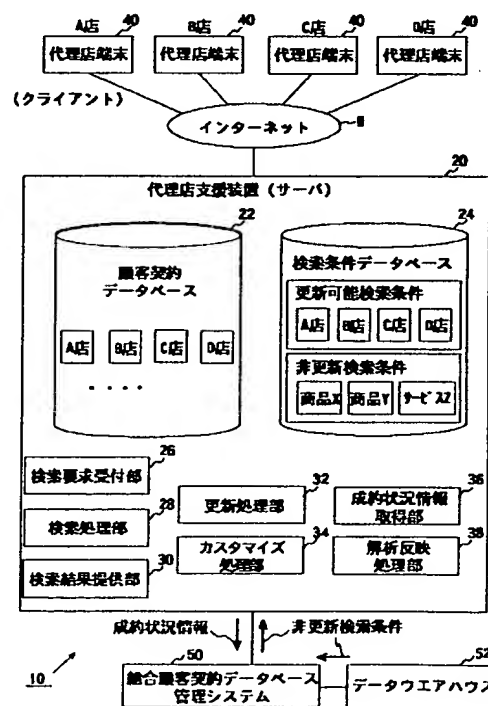 A店 40 B店 40 C店 40 D店 40
代理店端末 代理店端末 代理店端末 代理店端末
(クライアント)
インターネット
20
代理店支援装置(サーバ)
22 24
顧客契約
データベース
A店 B店 C店 D店
・・・・
検索条件データベース
更新可能検索条件
A店 B店 C店 D店
非更新検索条件
商品X 商品Y サービスZ
26
検索要求受付部
28
検索処理部
30
検索結果提供部
32
更新処理部
34
カスタマイズ
処理部
36
成約状況情報
取得部
38
解析反映
処理部
成約状況情報 非更新検索条件
10
50
統合顧客契約データベース
管理システム
52
データウエアハウス